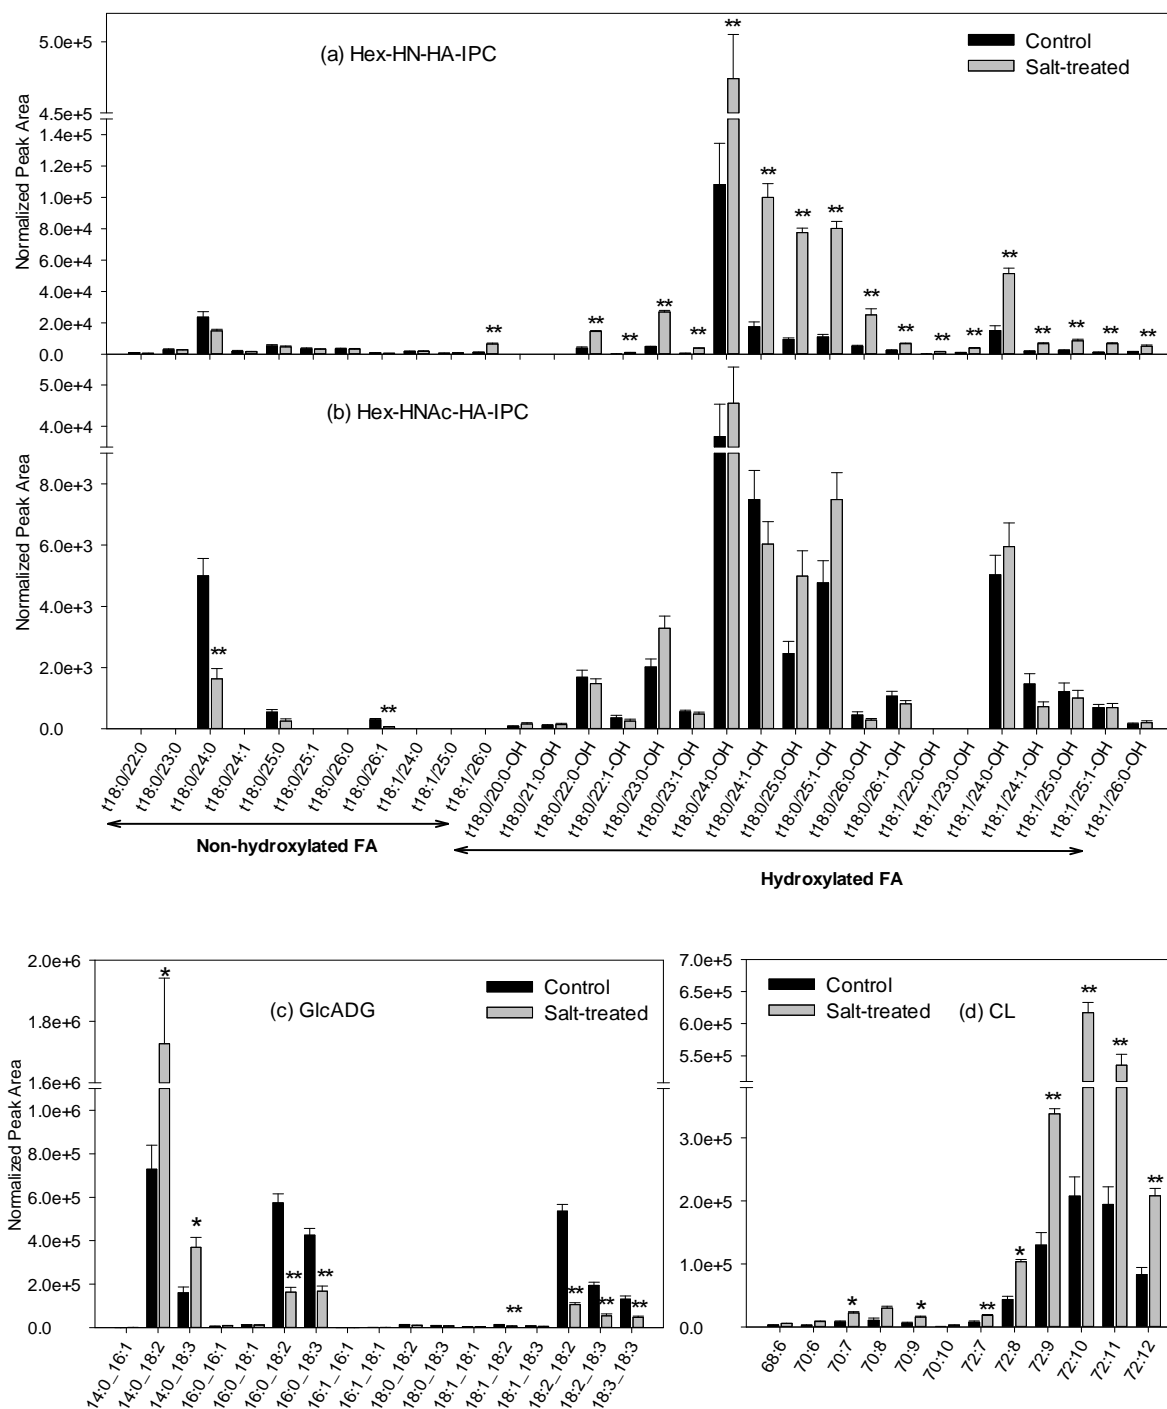 (a) Hex-HN-HA-IPC
Control
Salt-treated
Normalized Peak Area
5.0e+5
4.5e+5
1.4e+5
1.2e+5
1.0e+5
8.0e+4
6.0e+4
4.0e+4
2.0e+4
0.0
** ** ** ** ** ** ** ** ** ** ** ** ** ** ** ** ** **
(b) Hex-HNAc-HA-IPC
Normalized Peak Area
5.0e+4
4.0e+4
8.0e+3
6.0e+3
4.0e+3
2.0e+3
0.0
** **
t18:0/22:0
t18:0/23:0
t18:0/24:0
t18:0/24:1
t18:0/25:0
t18:0/25:1
t18:0/26:0
t18:0/26:1
t18:1/24:0
t18:1/25:0
t18:1/26:0
t18:0/20:0-OH
t18:0/21:0-OH
t18:0/22:0-OH
t18:0/22:1-OH
t18:0/23:0-OH
t18:0/23:1-OH
t18:0/24:0-OH
t18:0/24:1-OH
t18:0/25:0-OH
t18:0/25:1-OH
t18:0/26:0-OH
t18:0/26:1-OH
t18:1/22:0-OH
t18:1/23:0-OH
t18:1/24:0-OH
t18:1/24:1-OH
t18:1/25:0-OH
t18:1/25:1-OH
t18:1/26:0-OH
Non-hydroxylated FA
Hydroxylated FA
(c) GlcADG
Control
Salt-treated
Normalized Peak Area
2.0e+6
1.8e+6
1.6e+6
1.0e+6
8.0e+5
6.0e+5
4.0e+5
2.0e+5
0.0
* * ** ** ** ** ** **
14:0_16:1
14:0_18:2
14:0_18:3
16:0_16:1
16:0_18:1
16:0_18:2
16:0_18:3
16:1_16:1
16:1_18:1
18:0_18:2
18:0_18:3
18:1_18:1
18:1_18:2
18:1_18:3
18:2_18:2
18:2_18:3
18:3_18:3
Control
Salt-treated
(d) CL
7.0e+5
6.5e+5
6.0e+5
5.5e+5
3.0e+5
2.0e+5
1.0e+5
0.0
* * ** * ** ** ** **
68:6
70:6
70:7
70:8
70:9
70:10
72:7
72:8
72:9
72:10
72:11
72:12